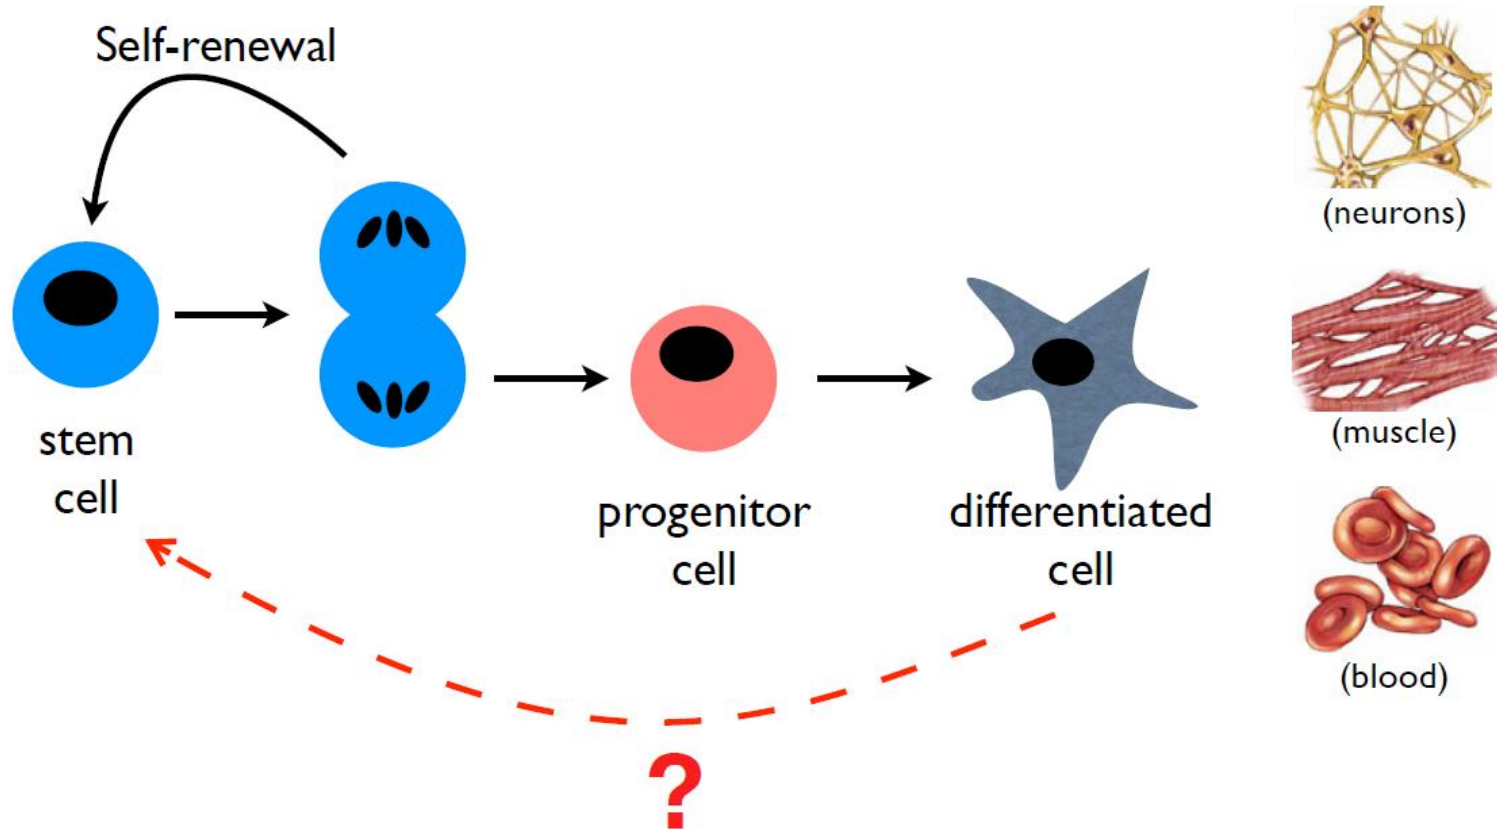 Self-renewal
stem
cell
progenitor
cell
differentiated
cell
(neurons)
(muscle)
(blood)
?